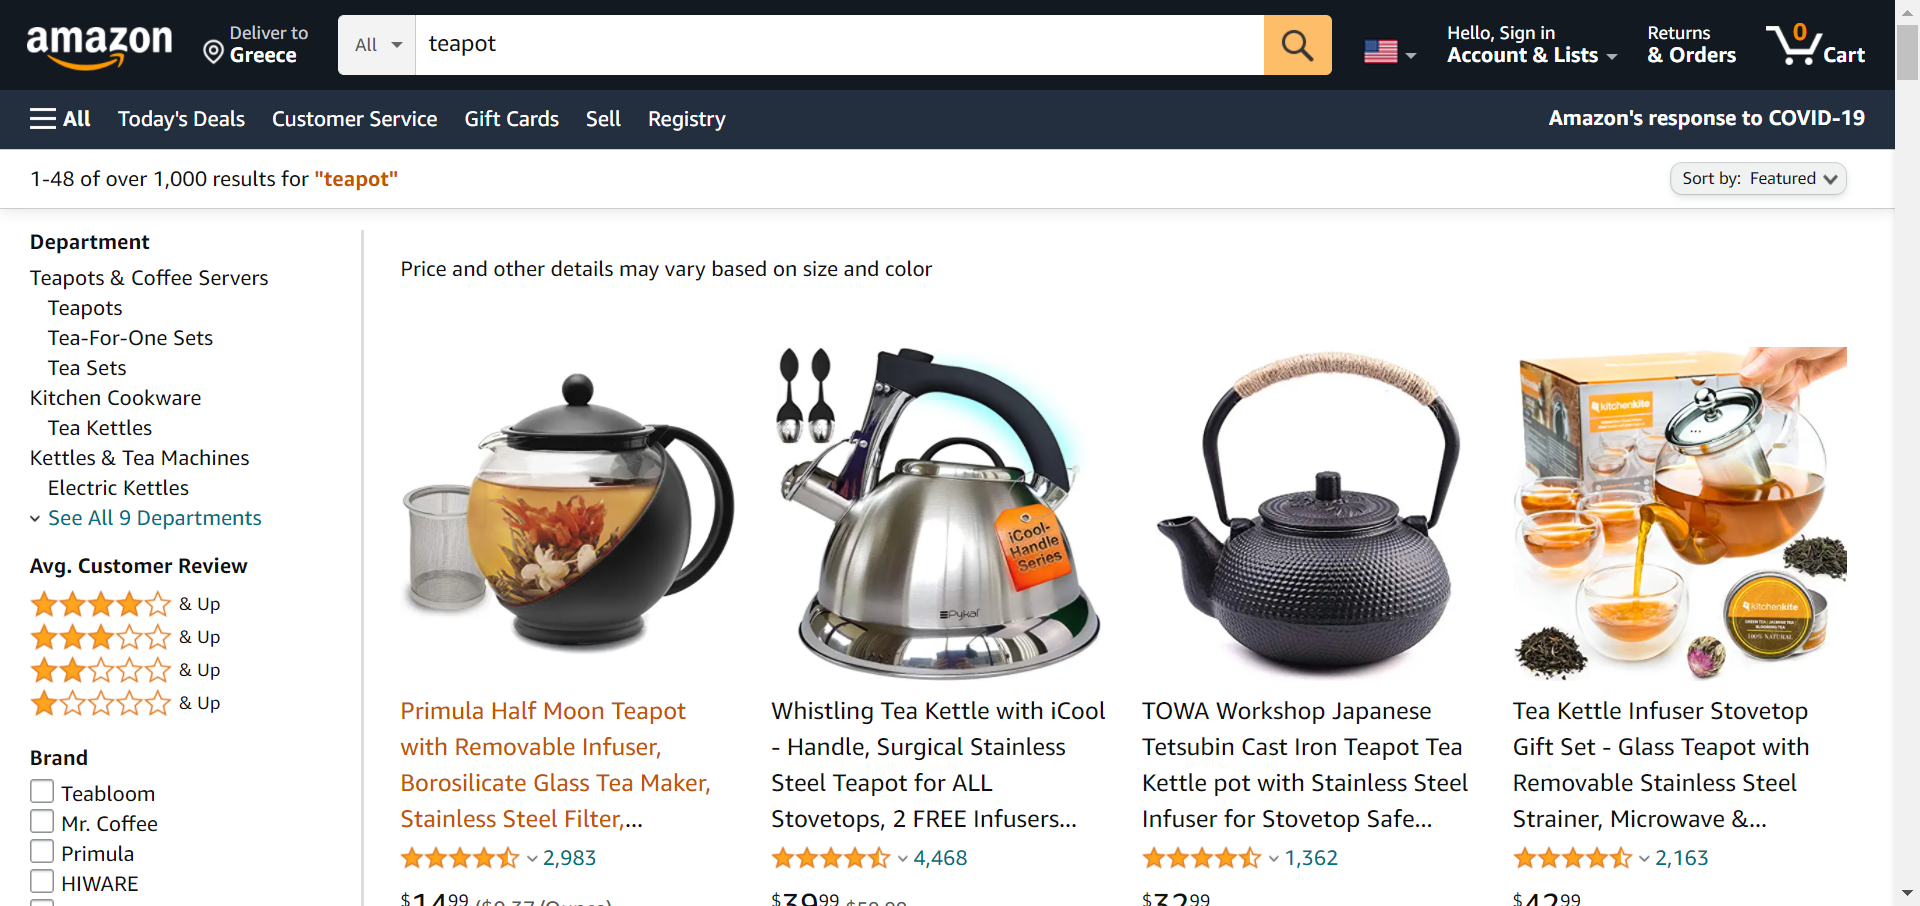 amazon
Deliver to
Greece
All
teapot
Hello, Sign in
Account & Lists
Returns
& Orders
0
Cart
All
Today's Deals
Customer Service
Gift Cards
Sell
Registry
Amazon's response to COVID-19
1-48 of over 1,000 results for "teapot"
Sort by: Featured
Department
Teapots & Coffee Servers
Teapots
Tea-For-One Sets
Tea Sets
Kitchen Cookware
Tea Kettles
Kettles & Tea Machines
Electric Kettles
See All 9 Departments
Avg. Customer Review
& Up
& Up
& Up
& Up
Brand
Teabloom
Mr. Coffee
Primula
HIWARE
Price and other details may vary based on size and color
Primula Half Moon Teapot
with Removable Infuser,
Borosilicate Glass Tea Maker,
Stainless Steel Filter,...
2,983
$14.99
iCool-
Handle
Series
Pykal
Whistling Tea Kettle with iCool
- Handle, Surgical Stainless
Steel Teapot for ALL
Stovetops, 2 FREE Infusers...
4,468
$39.99
TOWA Workshop Japanese
Tetsubin Cast Iron Teapot Tea
Kettle pot with Stainless Steel
Infuser for Stovetop Safe...
1,362
$32.99
kitchenkite
kitchenkite
100% NATURAL
Tea Kettle Infuser Stovetop
Gift Set - Glass Teapot with
Removable Stainless Steel
Strainer, Microwave &...
2,163
$42.99